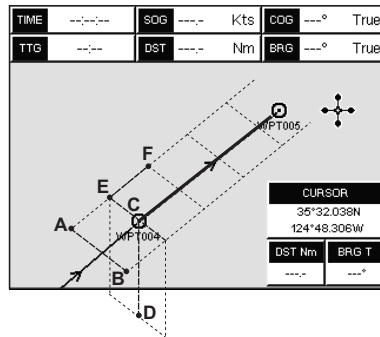 TIME --:--:-- SOG ---.- Kts COG ---° True
TTG --:-- DST ---.- Nm BRG ---° True
F
WPT005
E
C
A
WPT004
B
D
CURSOR
35°32.038N
124°48.306W
DST Nm BRG T
---.- ---°